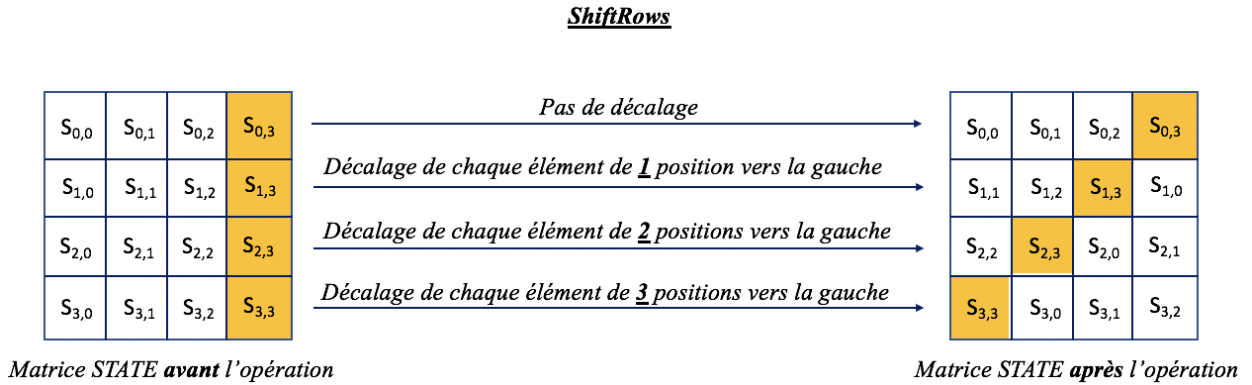 ShiftRows
S0,0 S0,1 S0,2 S0,3 Pas de décalage S0,0 S0,1 S0,2 S0,3
S1,0 S1,1 S1,2 S1,3 Décalage de chaque élément de 1 position vers la gauche S1,1 S1,2 S1,3 S1,0
S2,0 S2,1 S2,2 S2,3 Décalage de chaque élément de 2 positions vers la gauche S2,2 S2,3 S2,0 S2,1
S3,0 S3,1 S3,2 S3,3 Décalage de chaque élément de 3 positions vers la gauche S3,3 S3,0 S3,1 S3,2
Matrice STATE avant l’opération Matrice STATE après l’opération